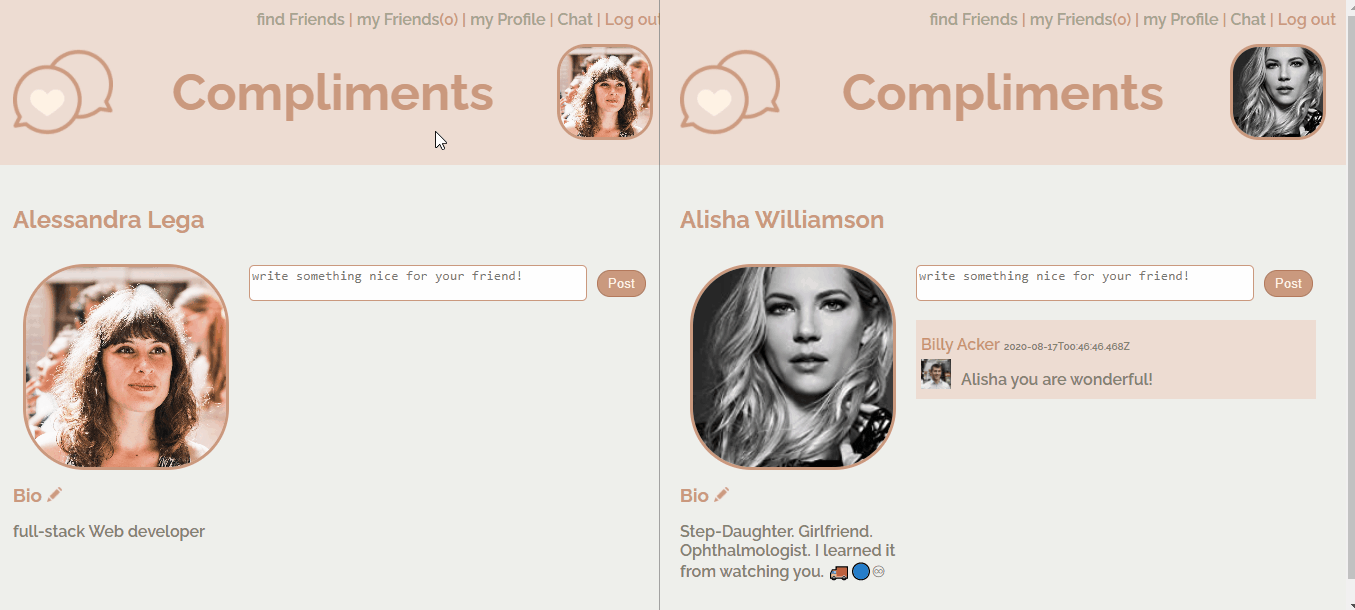 find Friends | my Friends(0) | my Profile | Chat | Log out
Compliments
Alessandra Lega
write something nice for your friend!
Post
Bio
full-stack Web developer
find Friends | my Friends(0) | my Profile | Chat | Log out
Compliments
Alisha Williamson
write something nice for your friend!
Post
Billy Acker 2020-08-17T00:46:46.468Z
Alisha you are wonderful!
Bio
Step-Daughter. Girlfriend.
Ophthalmologist. I learned it
from watching you. 🚚🔵♾